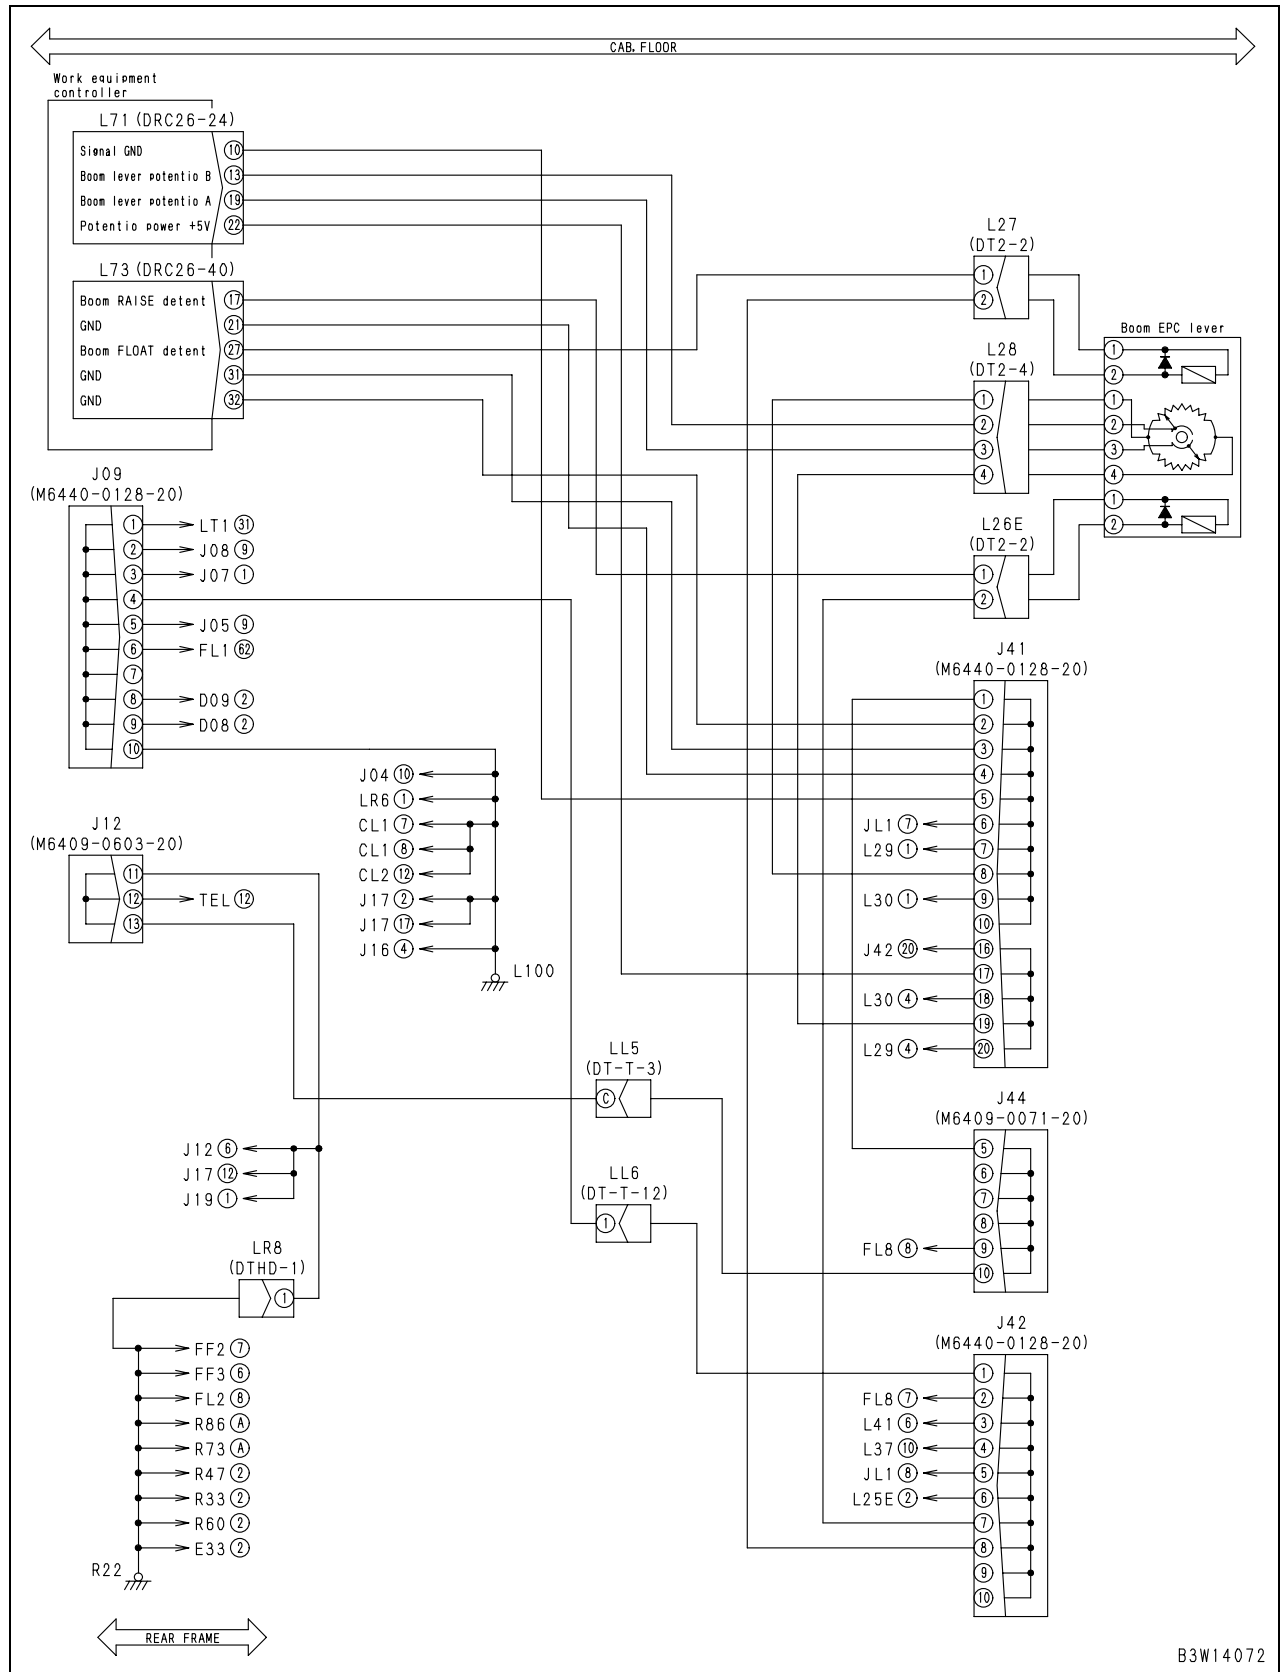 CAB. FLOOR
Work equipment
controller
L71 (DRC26-24)
Signal GND 10
Boom lever potentio B 13
Boom lever potentio A 19
Potentio power +5V 22
L73 (DRC26-40)
Boom RAISE detent 17
GND 21
Boom FLOAT detent 27
GND 31
GND 32
L27
(DT2-2)
1
2
L28
(DT2-4)
1
2
3
4
L26E
(DT2-2)
1
2
Boom EPC lever
1
2
1
2
3
4
1
2
J09
(M6440-0128-20)
1 LT1 31
2 J08 9
3 J07 1
4
5 J05 9
6 FL1 62
7
8 D09 2
9 D08 2
10
J04 10
LR6 1
CL1 7
CL1 8
CL2 12
J17 2
J17 17
J16 4
L100
J12
(M6409-0603-20)
11
12 TEL 12
13
J41
(M6440-0128-20)
1
2
3
4
5
JL1 7 6
L29 1 7
8
L30 1 9
10
J42 20 16
17
L30 4 18
19
L29 4 20
LL5
(DT-T-3)
C
LL6
(DT-T-12)
1
J44
(M6409-0071-20)
5
6
7
8
FL8 8 9
10
J12 6
J17 12
J19 1
LR8
(DTHD-1)
1
FF2 7
FF3 6
FL2 8
R86 A
R73 A
R47 2
R33 2
R60 2
E33 2
R22
J42
(M6440-0128-20)
1
FL8 7 2
L41 6 3
L37 10 4
JL1 8 5
L25E 2 6
7
8
9
10
REAR FRAME
B3W14072